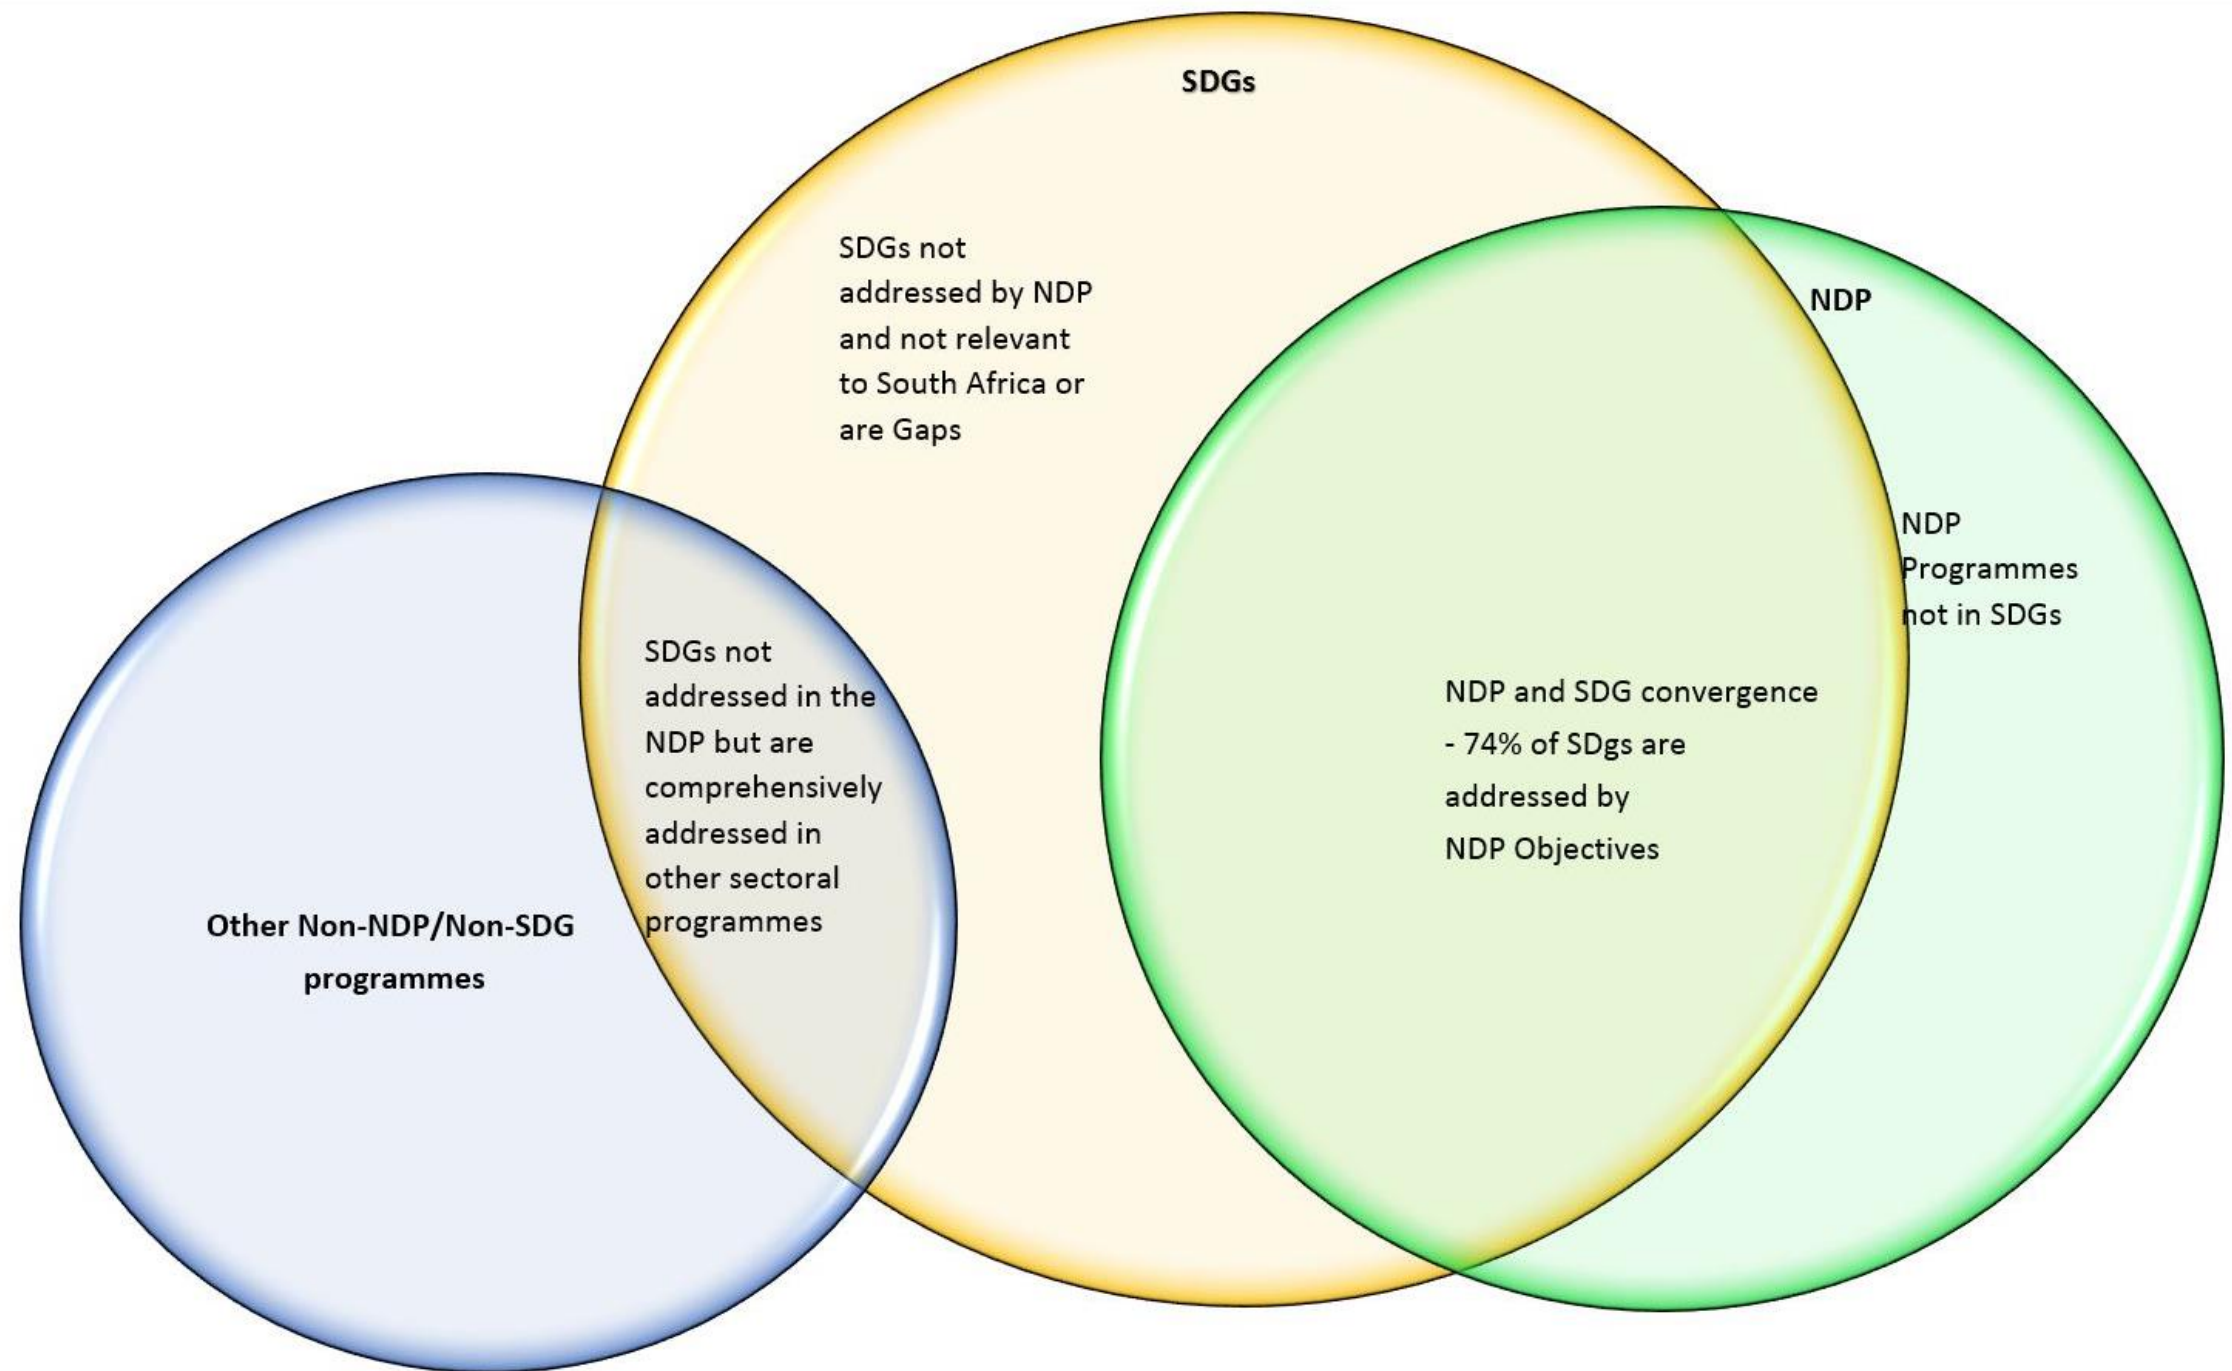 SDGs
SDGs not
addressed by NDP
and not relevant
to South Africa or
are Gaps
NDP
NDP
Programmes
not in SDGs
SDGs not
addressed in the
NDP but are
comprehensively
addressed in
other sectoral
programmes
NDP and SDG convergence
- 74% of SDgs are
addressed by
NDP Objectives
Other Non-NDP/Non-SDG
programmes